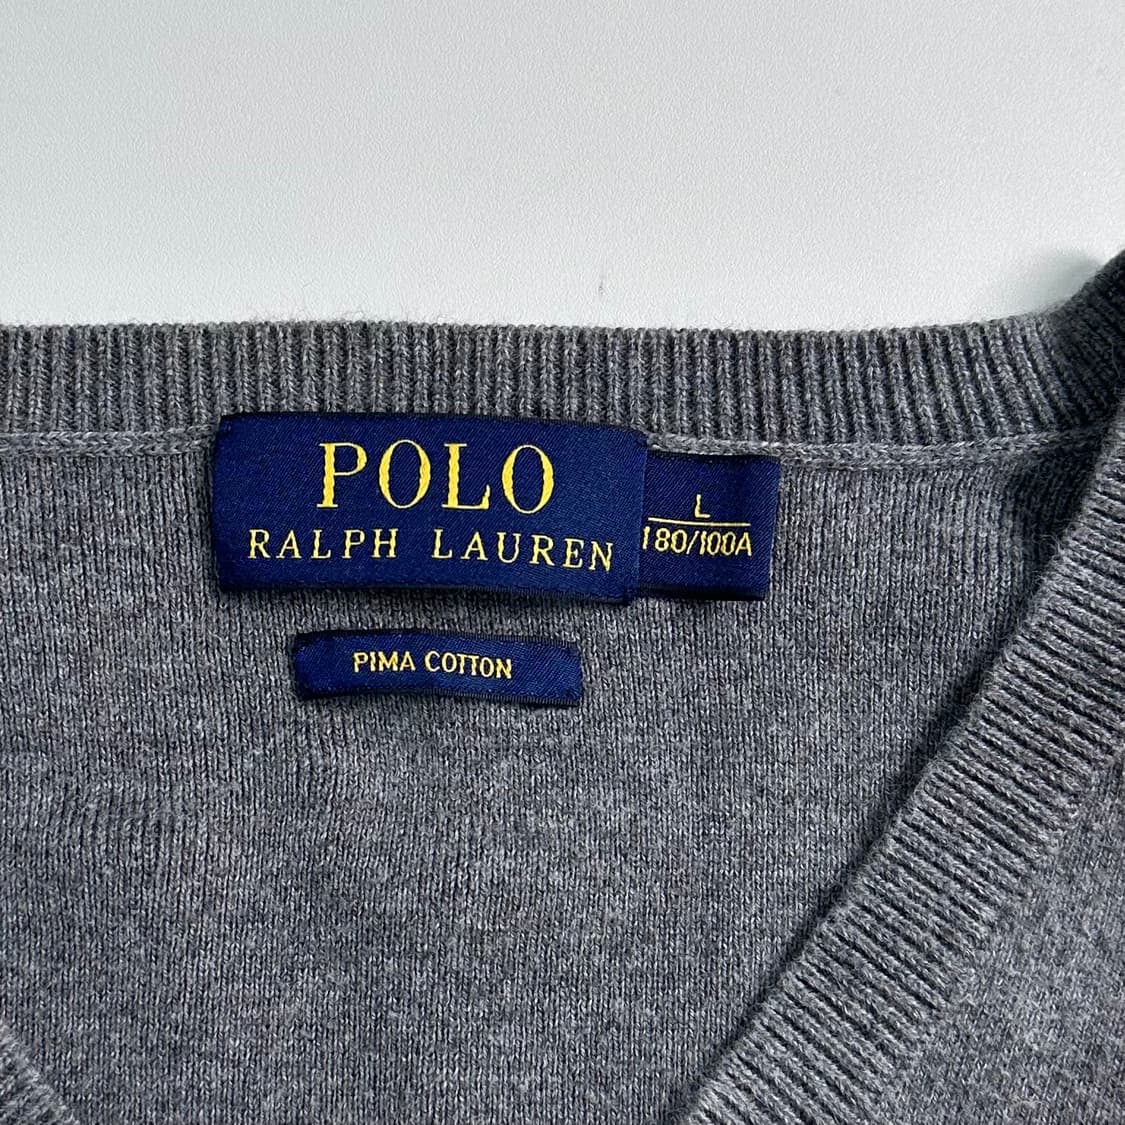 POLO
RALPH LAUREN
L
180/100A
PIMA COTTON